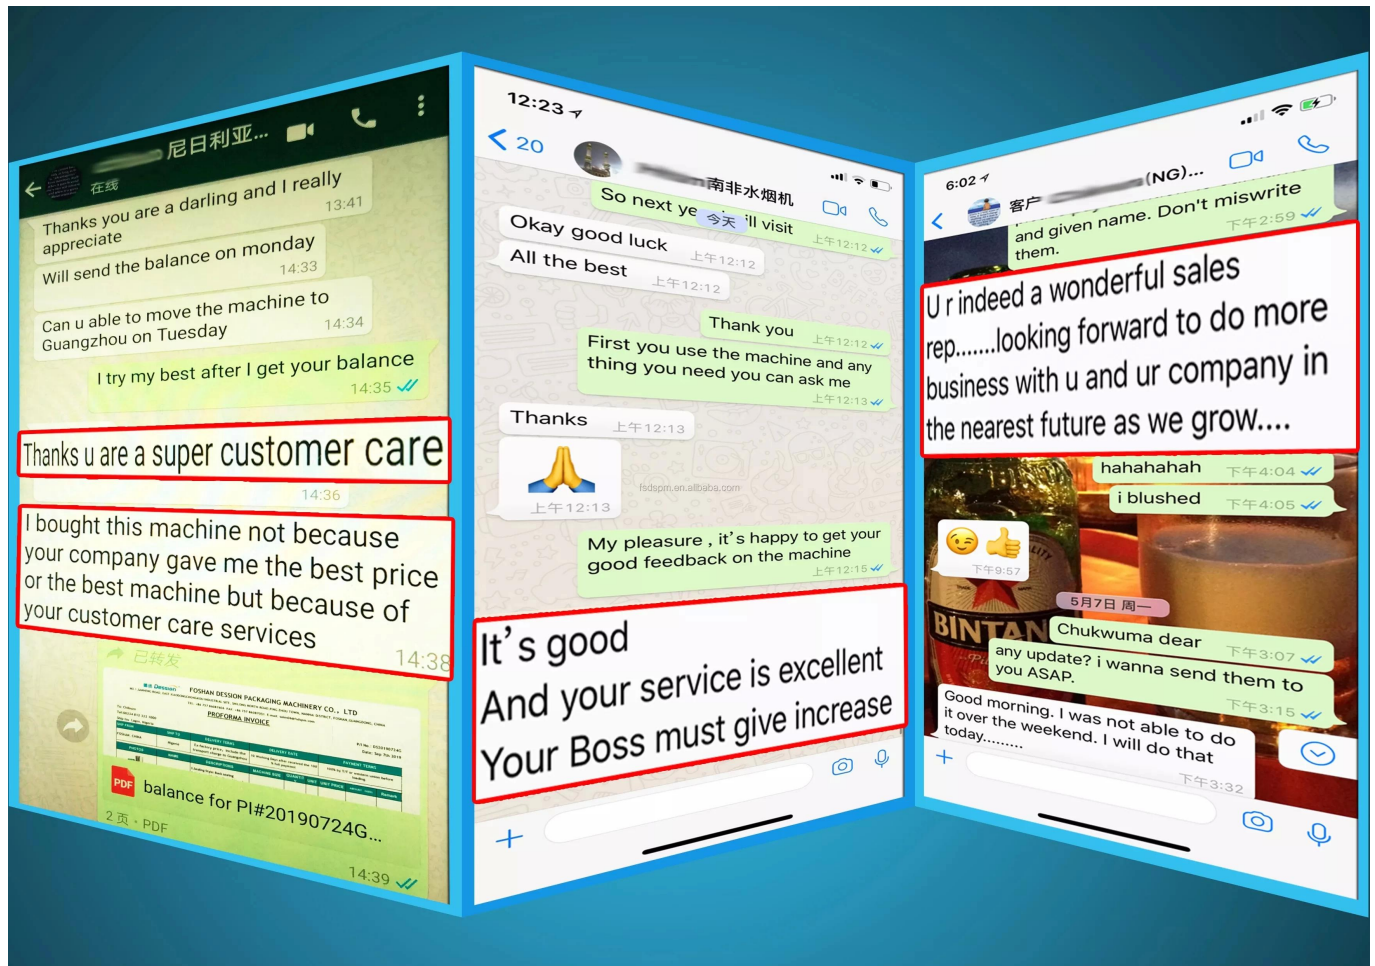 尼日利亚...
在线
Thanks you are a darling and I really
appreciate
13:41
Will send the balance on monday
14:33
Can u able to move the machine to
Guangzhou on Tuesday
14:34
I try my best after I get your balance
14:35
Thanks u are a super customer care
14:36
I bought this machine not because
your company gave me the best price
or the best machine but because of
your customer care services
14:38
已转发
Dession
FOSHAN DESSION PACKAGING MACHINERY CO., LTD
PROFORMA INVOICE
PDF
balance for PI#20190724G...
2 页 · PDF
14:39
12:23
20
南非水烟机
So next ye
ill visit
今天
上午12:12
Okay good luck
上午12:12
All the best
上午12:12
Thank you
上午12:12
First you use the machine and any
thing you need you can ask me
上午12:13
Thanks
上午12:13
上午12:13
fsdspm.en.alibaba.com
My pleasure , it's happy to get your
good feedback on the machine
上午12:15
It's good
And your service is excellent
Your Boss must give increase
6:02
客户
(NG)...
and given name. Don't miswrite
them.
下午2:59
U r indeed a wonderful sales
rep.......looking forward to do more
business with u and ur company in
the nearest future as we grow....
hahahahah
下午4:04
i blushed
下午4:05
下午9:57
BINTAN
5月7日 周一
Chukwuma dear
下午3:07
any update? i wanna send them to
you ASAP.
下午3:15
Good morning. I was not able to do
it over the weekend. I will do that
today.........
下午3:32